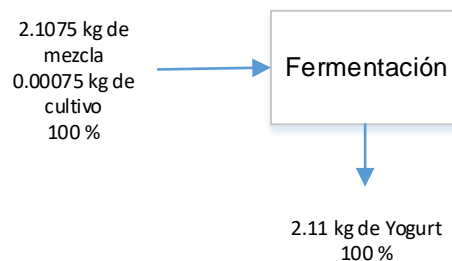 2.1075 kg de
mezcla
0.00075 kg de
cultivo
100 %
Fermentación
2.11 kg de Yogurt
100 %